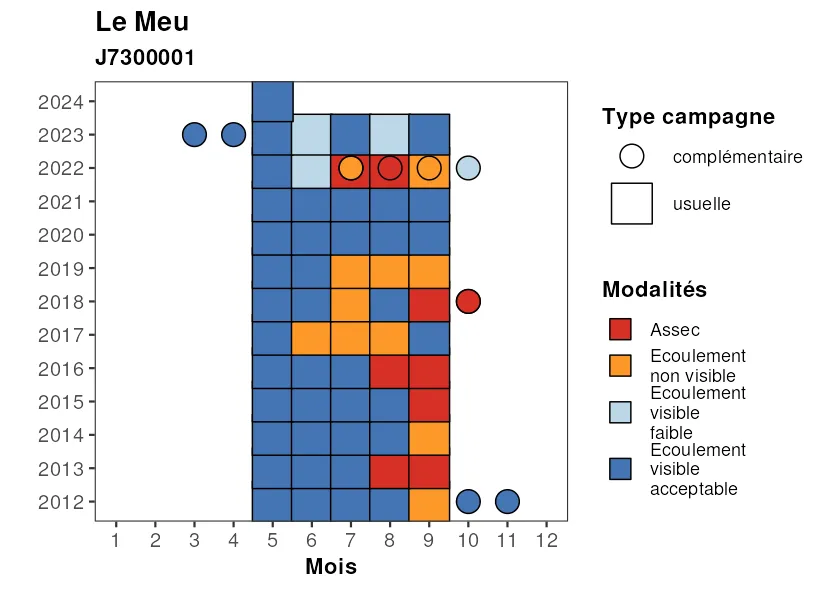 Le Meu
J7300001
2024
2023
2022
2021
2020
2019
2018
2017
2016
2015
2014
2013
2012
1 2 3 4 5 6 7 8 9 10 11 12
Mois
Type campagne
complémentaire
usuelle
Modalités
Assec
Ecoulement
non visible
Ecoulement
visible
faible
Ecoulement
visible
acceptable